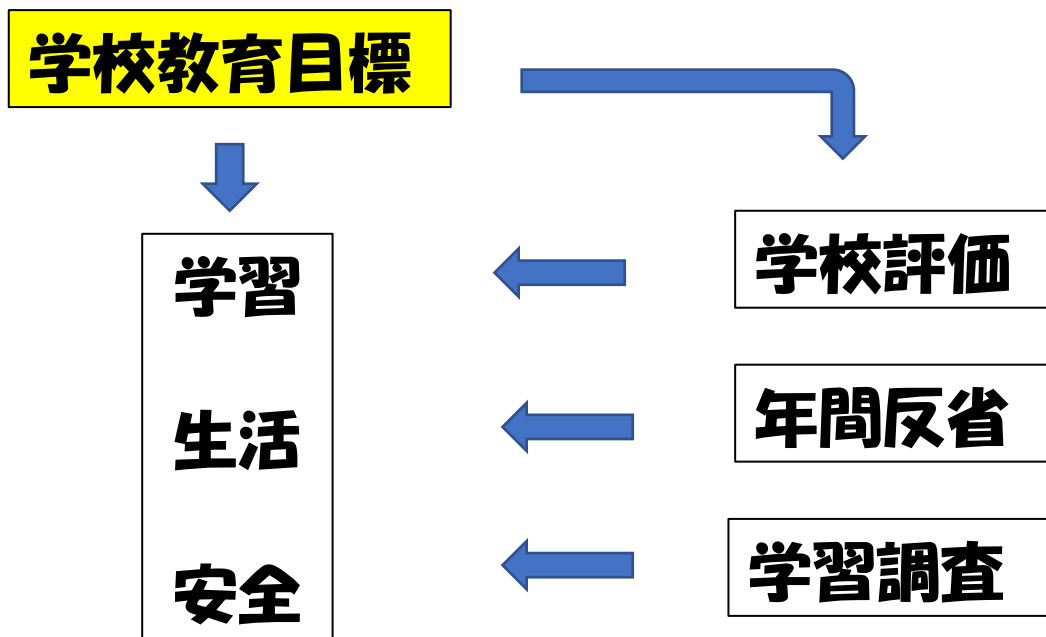 学校教育目標
学習
生活
安全
学校評価
年間反省
学習調査